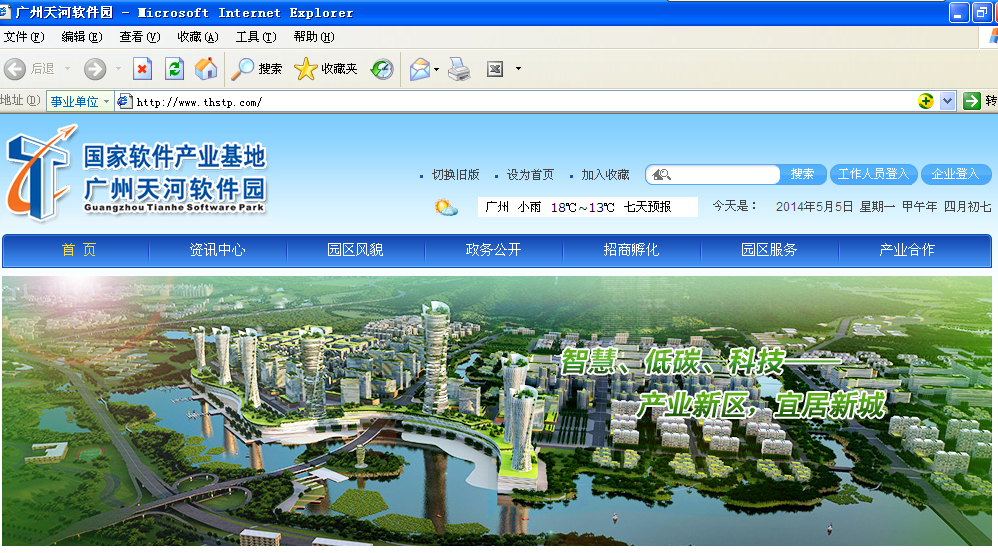 广州天河软件园 - Microsoft Internet Explorer
文件(F) 编辑(E) 查看(V) 收藏(A) 工具(T) 帮助(H)
后退 搜索 收藏夹
地址(D) 事业单位 http://www.thstp.com/ 转
国家软件产业基地
广州天河软件园
Guangzhou Tianhe Software Park
切换旧版 设为首页 加入收藏 搜索 工作人员登入 企业登入
广州 小雨 18℃~13℃ 七天预报 今天是: 2014年5月5日 星期一 甲午年 四月初七
首 页 资讯中心 园区风貌 政务公开 招商孵化 园区服务 产业合作
智慧、低碳、科技——
产业新区,宜居新城